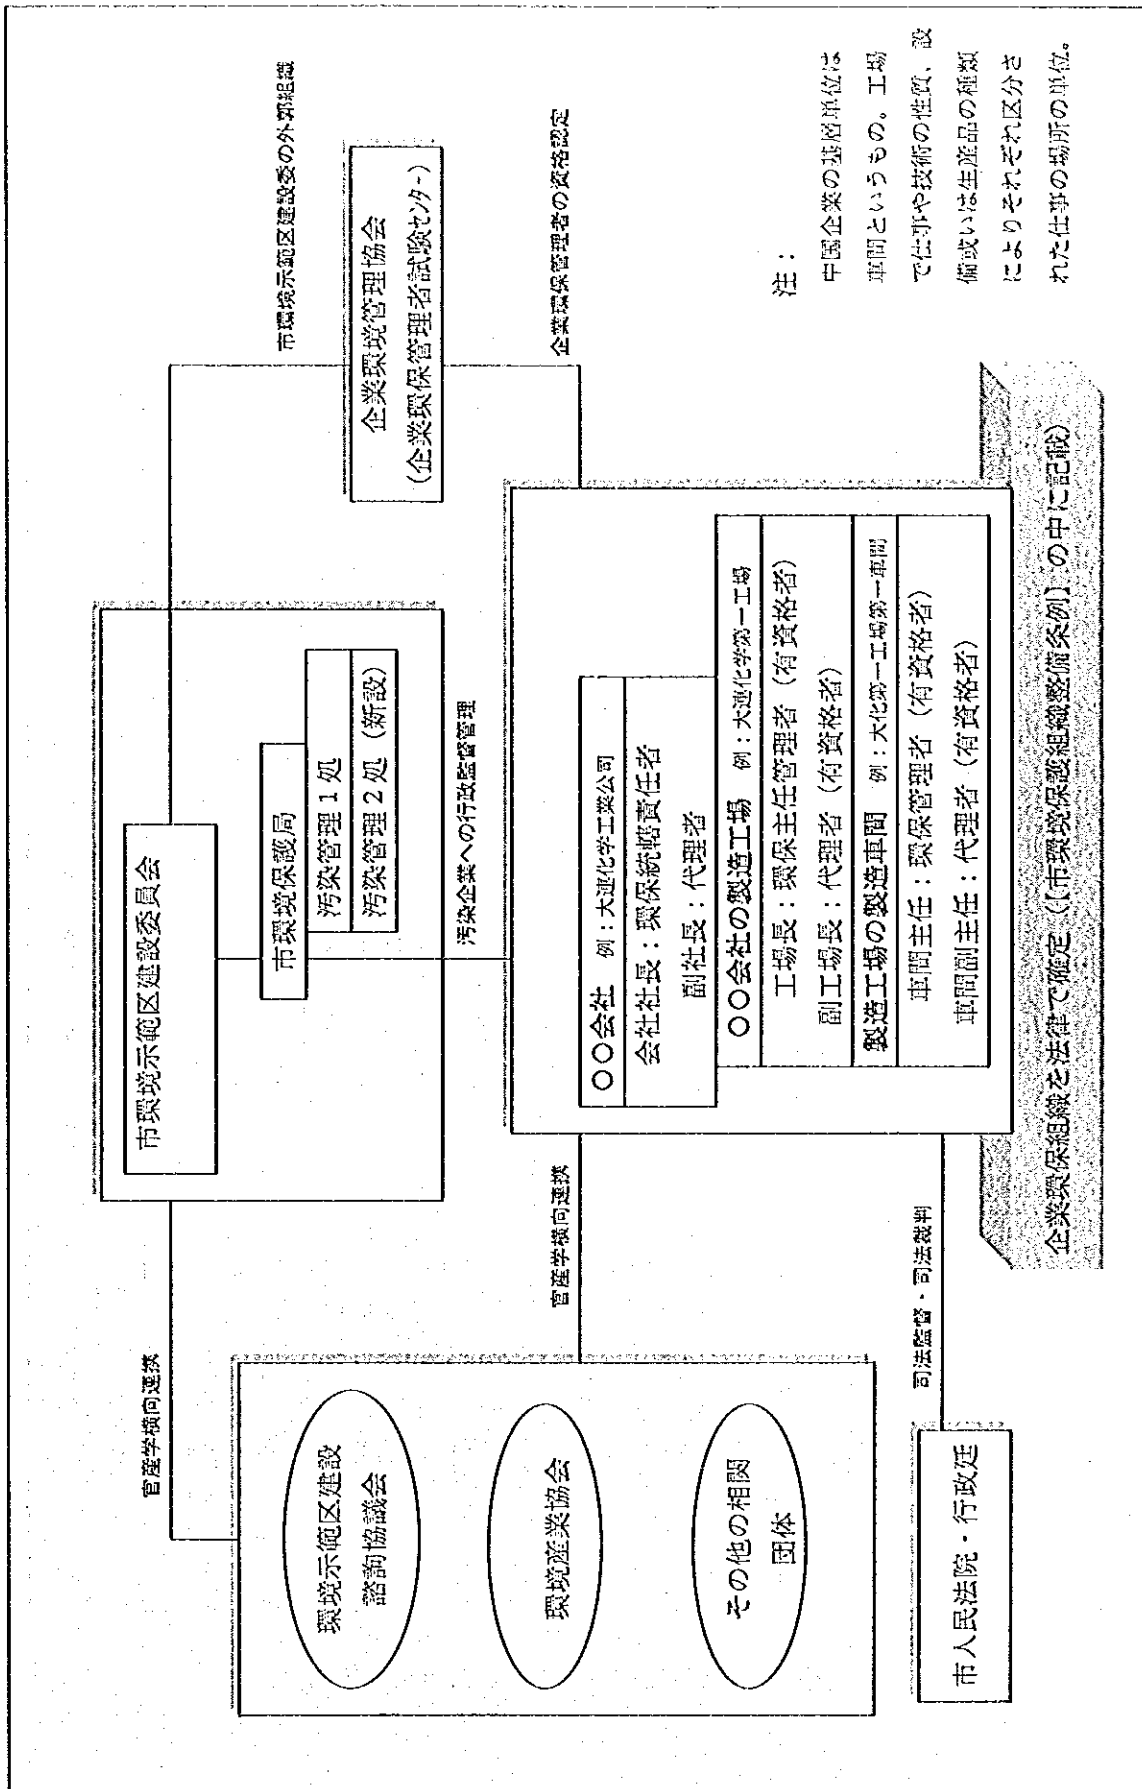 官産学横向連携
環境示範区建設
諮詢協議会
環境産業協会
その他の相関
団体
市人民法院・行政廷
市環境示範区建設委員会
市環境保護局
汚染管理１処
汚染管理２処（新設）
汚染企業への行政監督管理
市環境示範区建設委の外郭組織
企業環境管理協会
（企業環保管理者試験センター）
企業環保管理者の資格認定
官産学横向連携
司法監督・司法裁判
〇〇会社　例：大連化学工業公司
会社社長：環保統轄責任者
副社長：代理者
〇〇会社の製造工場　例：大連化学第一工場
工場長：環保主任管理者（有資格者）
副工場長：代理者（有資格者）
製造工場の製造車間　例：大化第一工場第一車間
車間主任：環保管理者（有資格者）
車間副主任：代理者（有資格者）
企業環保組織を法律で確定（【市環境保護組織整備条例】の中に記載）
注：
中国企業の基層単位は
車間というもの。工場
で仕事や技術の性質、設
備或いは生産品の種類
によりそれぞれ区分さ
れた仕事の場所の単位。